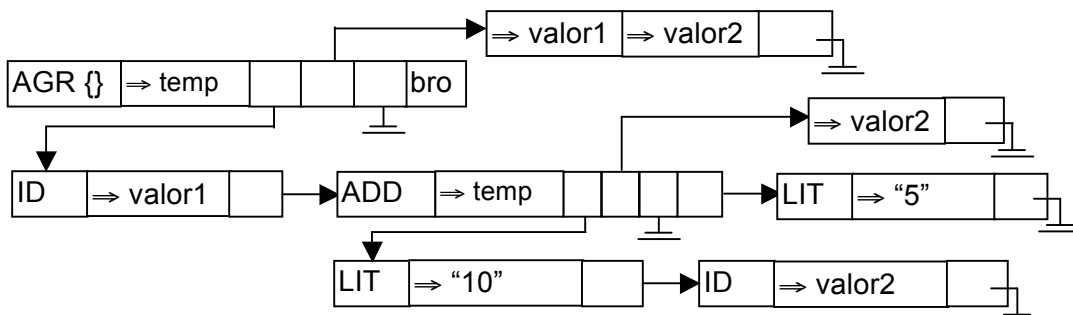 ⇒ valor1 ⇒ valor2
AGR {} ⇒ temp bro
⇒ valor2
ID ⇒ valor1 ADD ⇒ temp LIT ⇒ “5”
LIT ⇒ “10” ID ⇒ valor2